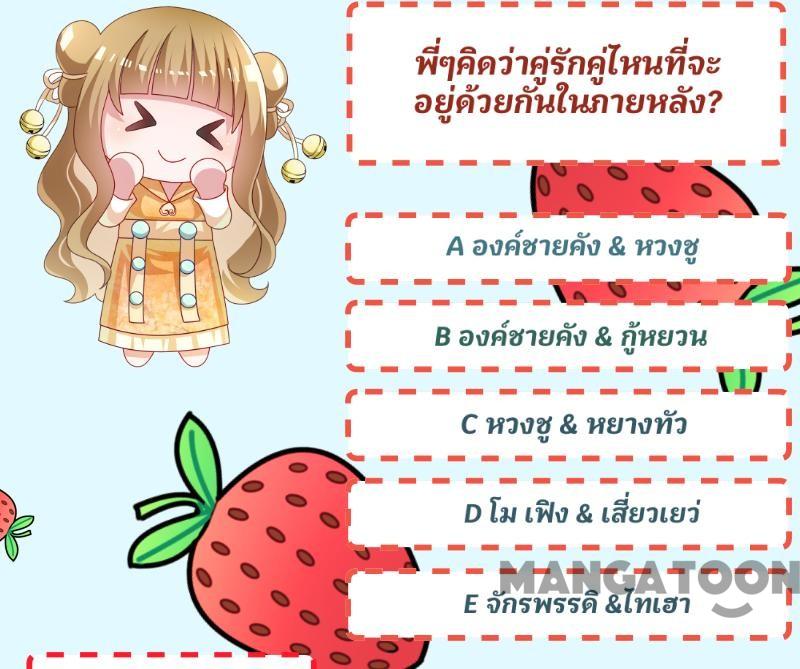 พี่ๆคิดว่าคู่รักคู่ไหนที่จะ
อยู่ด้วยกันในภายหลัง?
A องค์ชายคัง & หวงชู
B องค์ชายคัง & กู้หยวน
C หวงชู & หยางทัว
D โม เฟิง & เสี่ยวเยว่
MANGATOON
E จักรพรรดิ &ไทเฮา